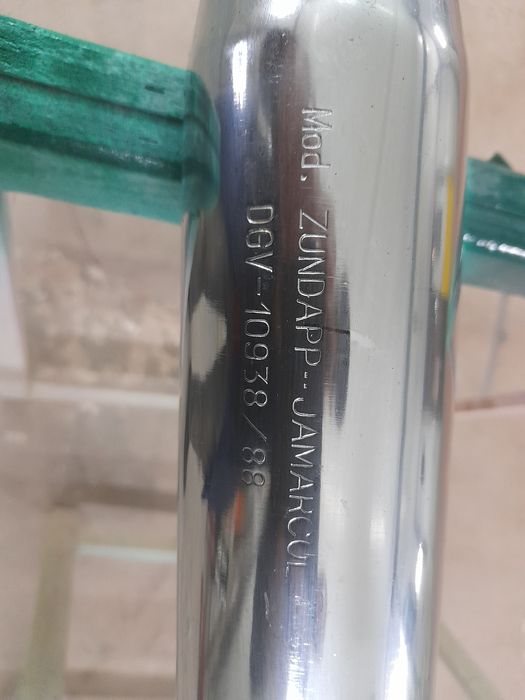 Mod. ZUNDAPP--JAMARCOL
DGV-10938/88